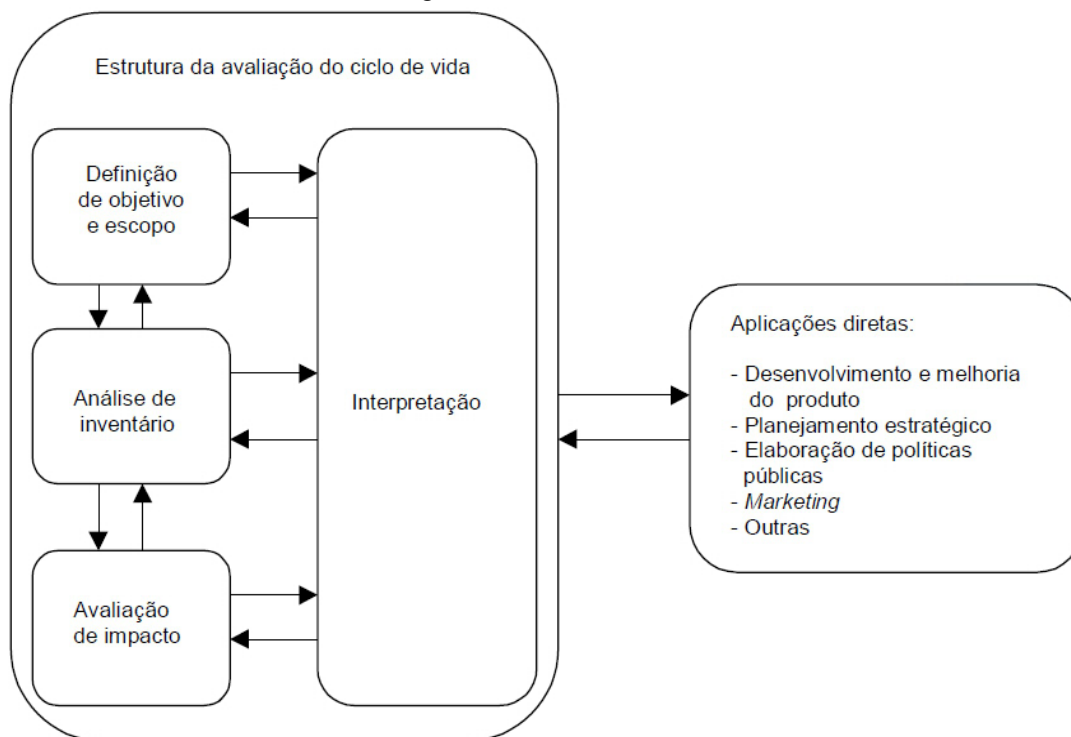 Estrutura da avaliação do ciclo de vida
Definição
de objetivo
e escopo
Análise de
inventário
Avaliação
de impacto
Interpretação
Aplicações diretas:
- Desenvolvimento e melhoria
do produto
- Planejamento estratégico
- Elaboração de políticas
públicas
- Marketing
- Outras